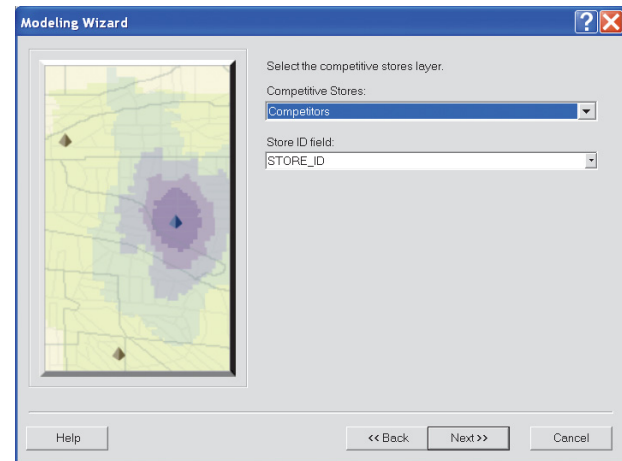 Modeling Wizard
Select the competitive stores layer.
Competitive Stores:
Competitors
Store ID field:
STORE_ID
Help
<< Back
Next >>
Cancel